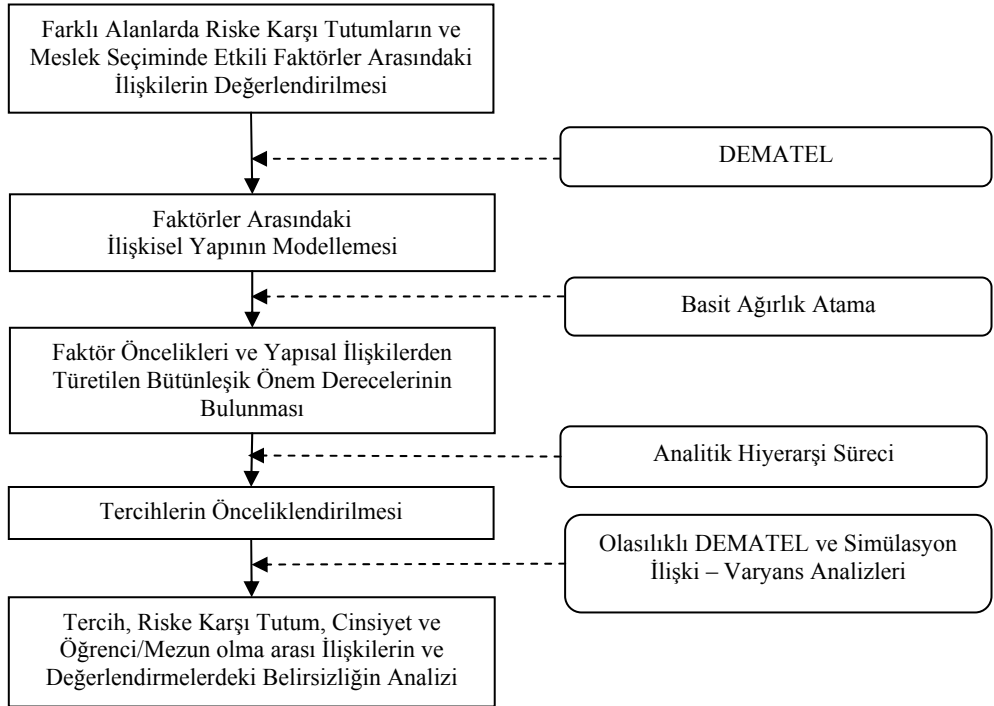 Farklı Alanlarda Riske Karşı Tutumların ve
Meslek Seçiminde Etkili Faktörler Arasındaki
İlişkilerin Değerlendirilmesi
DEMATEL
Faktörler Arasındaki
İlişkisel Yapının Modellemesi
Basit Ağırlık Atama
Faktör Öncelikleri ve Yapısal İlişkilerden
Türetilen Bütünleşik Önem Derecelerinin
Bulunması
Analitik Hiyerarşi Süreci
Tercihlerin Önceliklendirilmesi
Olasılıklı DEMATEL ve Simülasyon
İlişki – Varyans Analizleri
Tercih, Riske Karşı Tutum, Cinsiyet ve
Öğrenci/Mezun olma arası İlişkilerin ve
Değerlendirmelerdeki Belirsizliğin Analizi